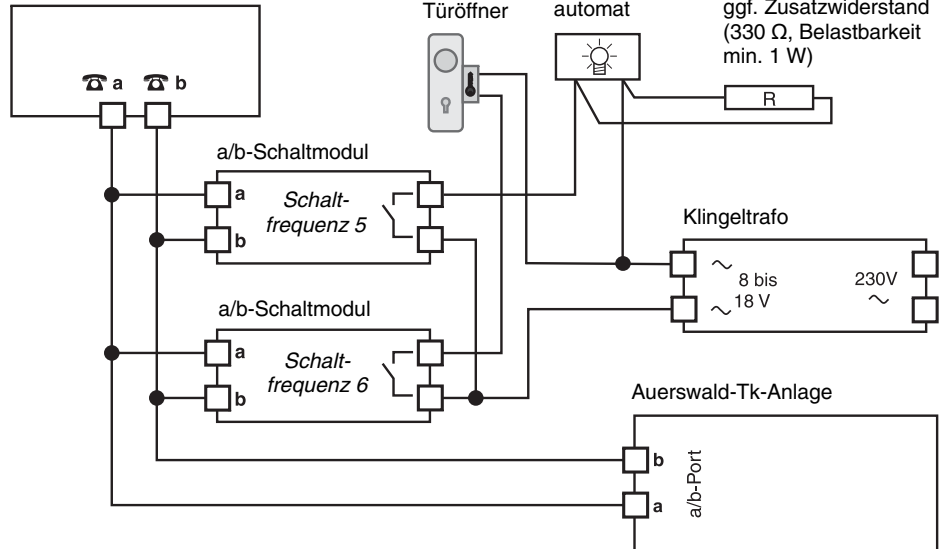 Türöffner
automat
ggf. Zusatzwiderstand
(330 Ω, Belastbarkeit
min. 1 W)
a
b
R
a/b-Schaltmodul
a
b
Schalt-
frequenz 5
Klingeltrafo
8 bis
18 V
230V
a/b-Schaltmodul
a
b
Schalt-
frequenz 6
Auerswald-Tk-Anlage
b
a
a/b-Port